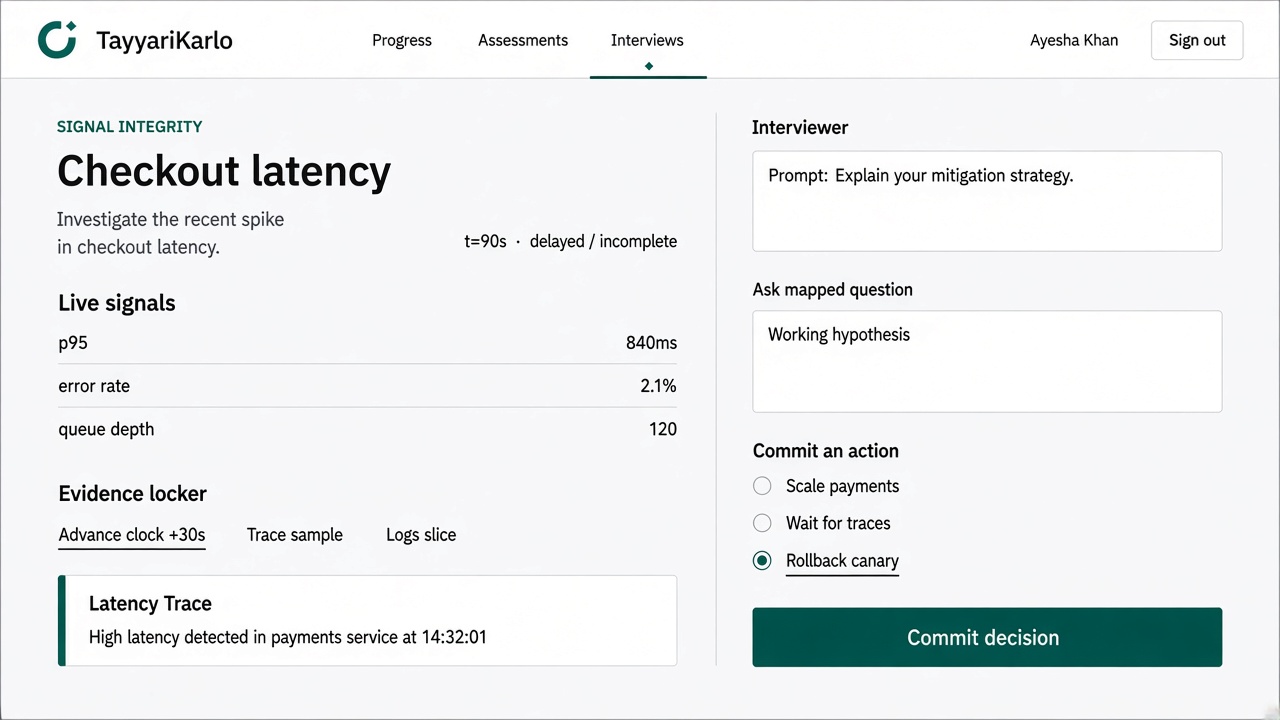 TayyariKarlo
Progress
Assessments
Interviews
Ayesha Khan
Sign out
SIGNAL INTEGRITY
Checkout latency
Investigate the recent spike
in checkout latency.
t=90s · delayed / incomplete
Live signals
p95 840ms
error rate 2.1%
queue depth 120
Evidence locker
Advance clock +30s
Trace sample
Logs slice
Latency Trace
High latency detected in payments service at 14:32:01
Interviewer
Prompt: Explain your mitigation strategy.
Ask mapped question
Working hypothesis
Commit an action
Scale payments
Wait for traces
Rollback canary
Commit decision